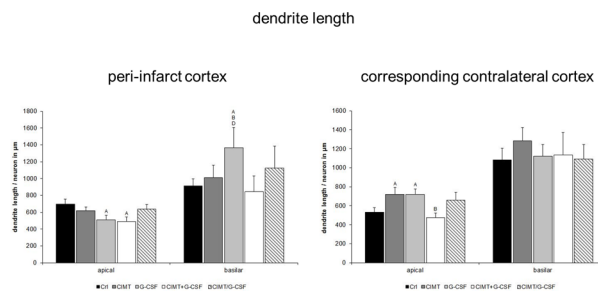 dendrite length
peri-infarct cortex
corresponding contralateral cortex
dendrite length / neuron in µm
1800
1600
1400
1200
1000
800
600
400
200
0
A
A
A
B
D
apical
basilar
Crl CIMT G-CSF CIMT+G-CSF CIMT/G-CSF
dendrite length / neuron in µm
1600
1400
1200
1000
800
600
400
200
0
A
A
B
apical
basilar
Crl CIMT G-CSF CIMT+G-CSF CIMT/G-CSF